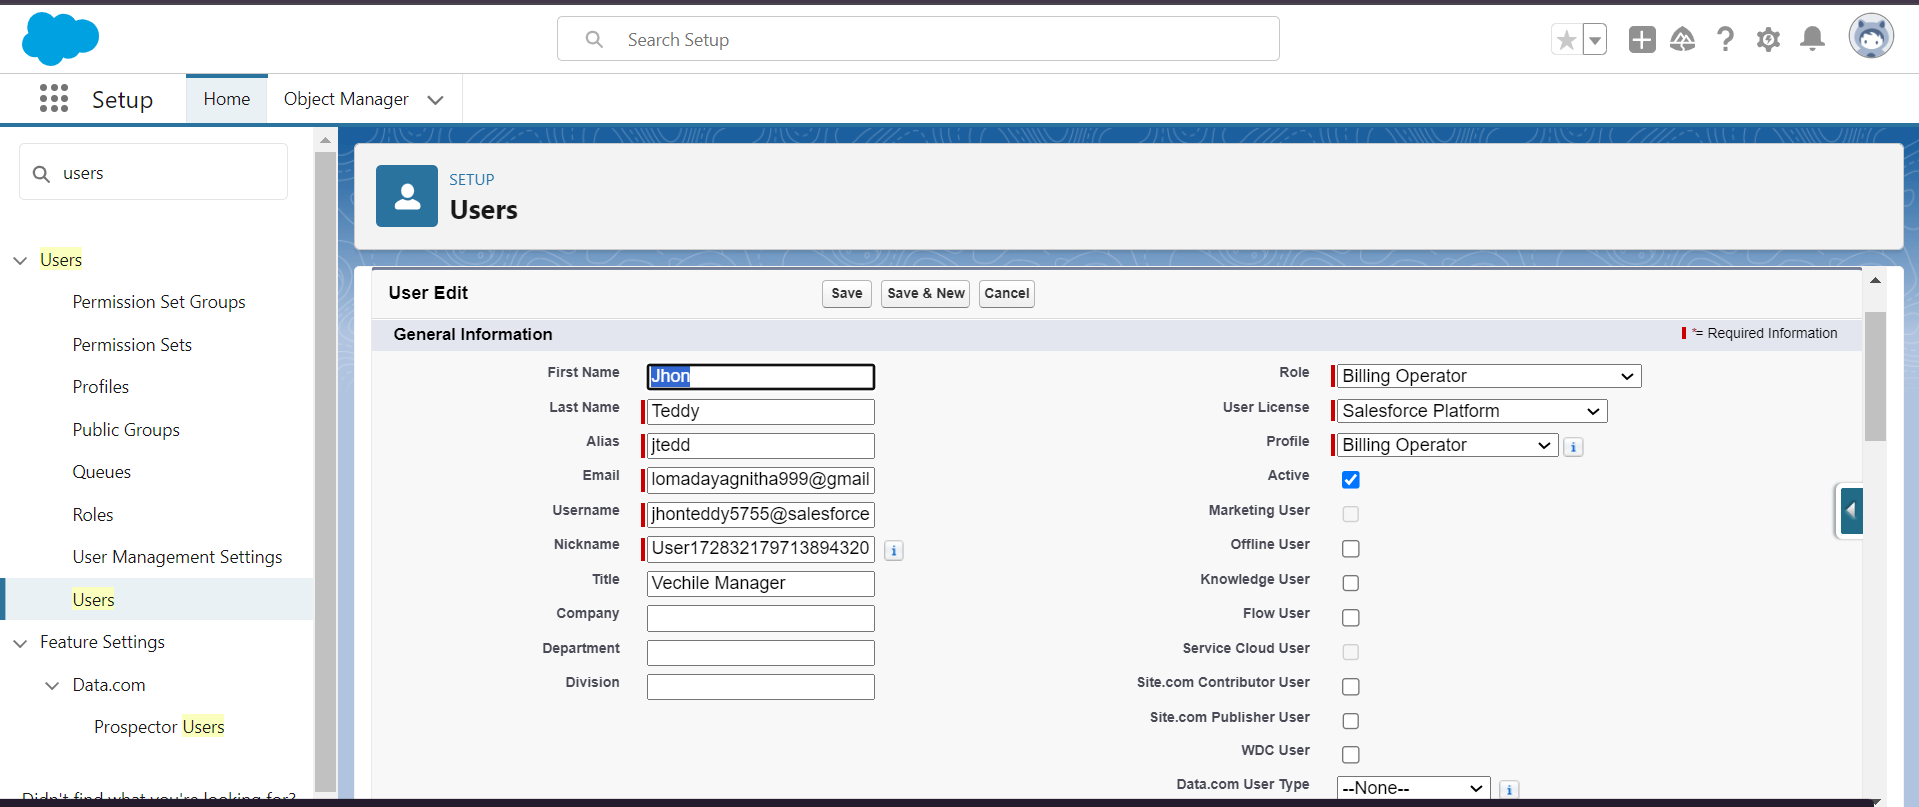 Search Setup
Setup
Home
Object Manager
users
Users
Permission Set Groups
Permission Sets
Profiles
Public Groups
Queues
Roles
User Management Settings
Users
Feature Settings
Data.com
Prospector Users
Didn't find what you're looking for?
SETUP
Users
User Edit
Save
Save & New
Cancel
General Information
*= Required Information
First Name
Jhon
Last Name
Teddy
Alias
jtedd
Email
lomadayagnitha999@gmail
Username
jhonteddy5755@salesforce
Nickname
User172832179713894320
Title
Vechile Manager
Company
Department
Division
Role
Billing Operator
User License
Salesforce Platform
Profile
Billing Operator
Active
Marketing User
Offline User
Knowledge User
Flow User
Service Cloud User
Site.com Contributor User
Site.com Publisher User
WDC User
Data.com User Type
--None--